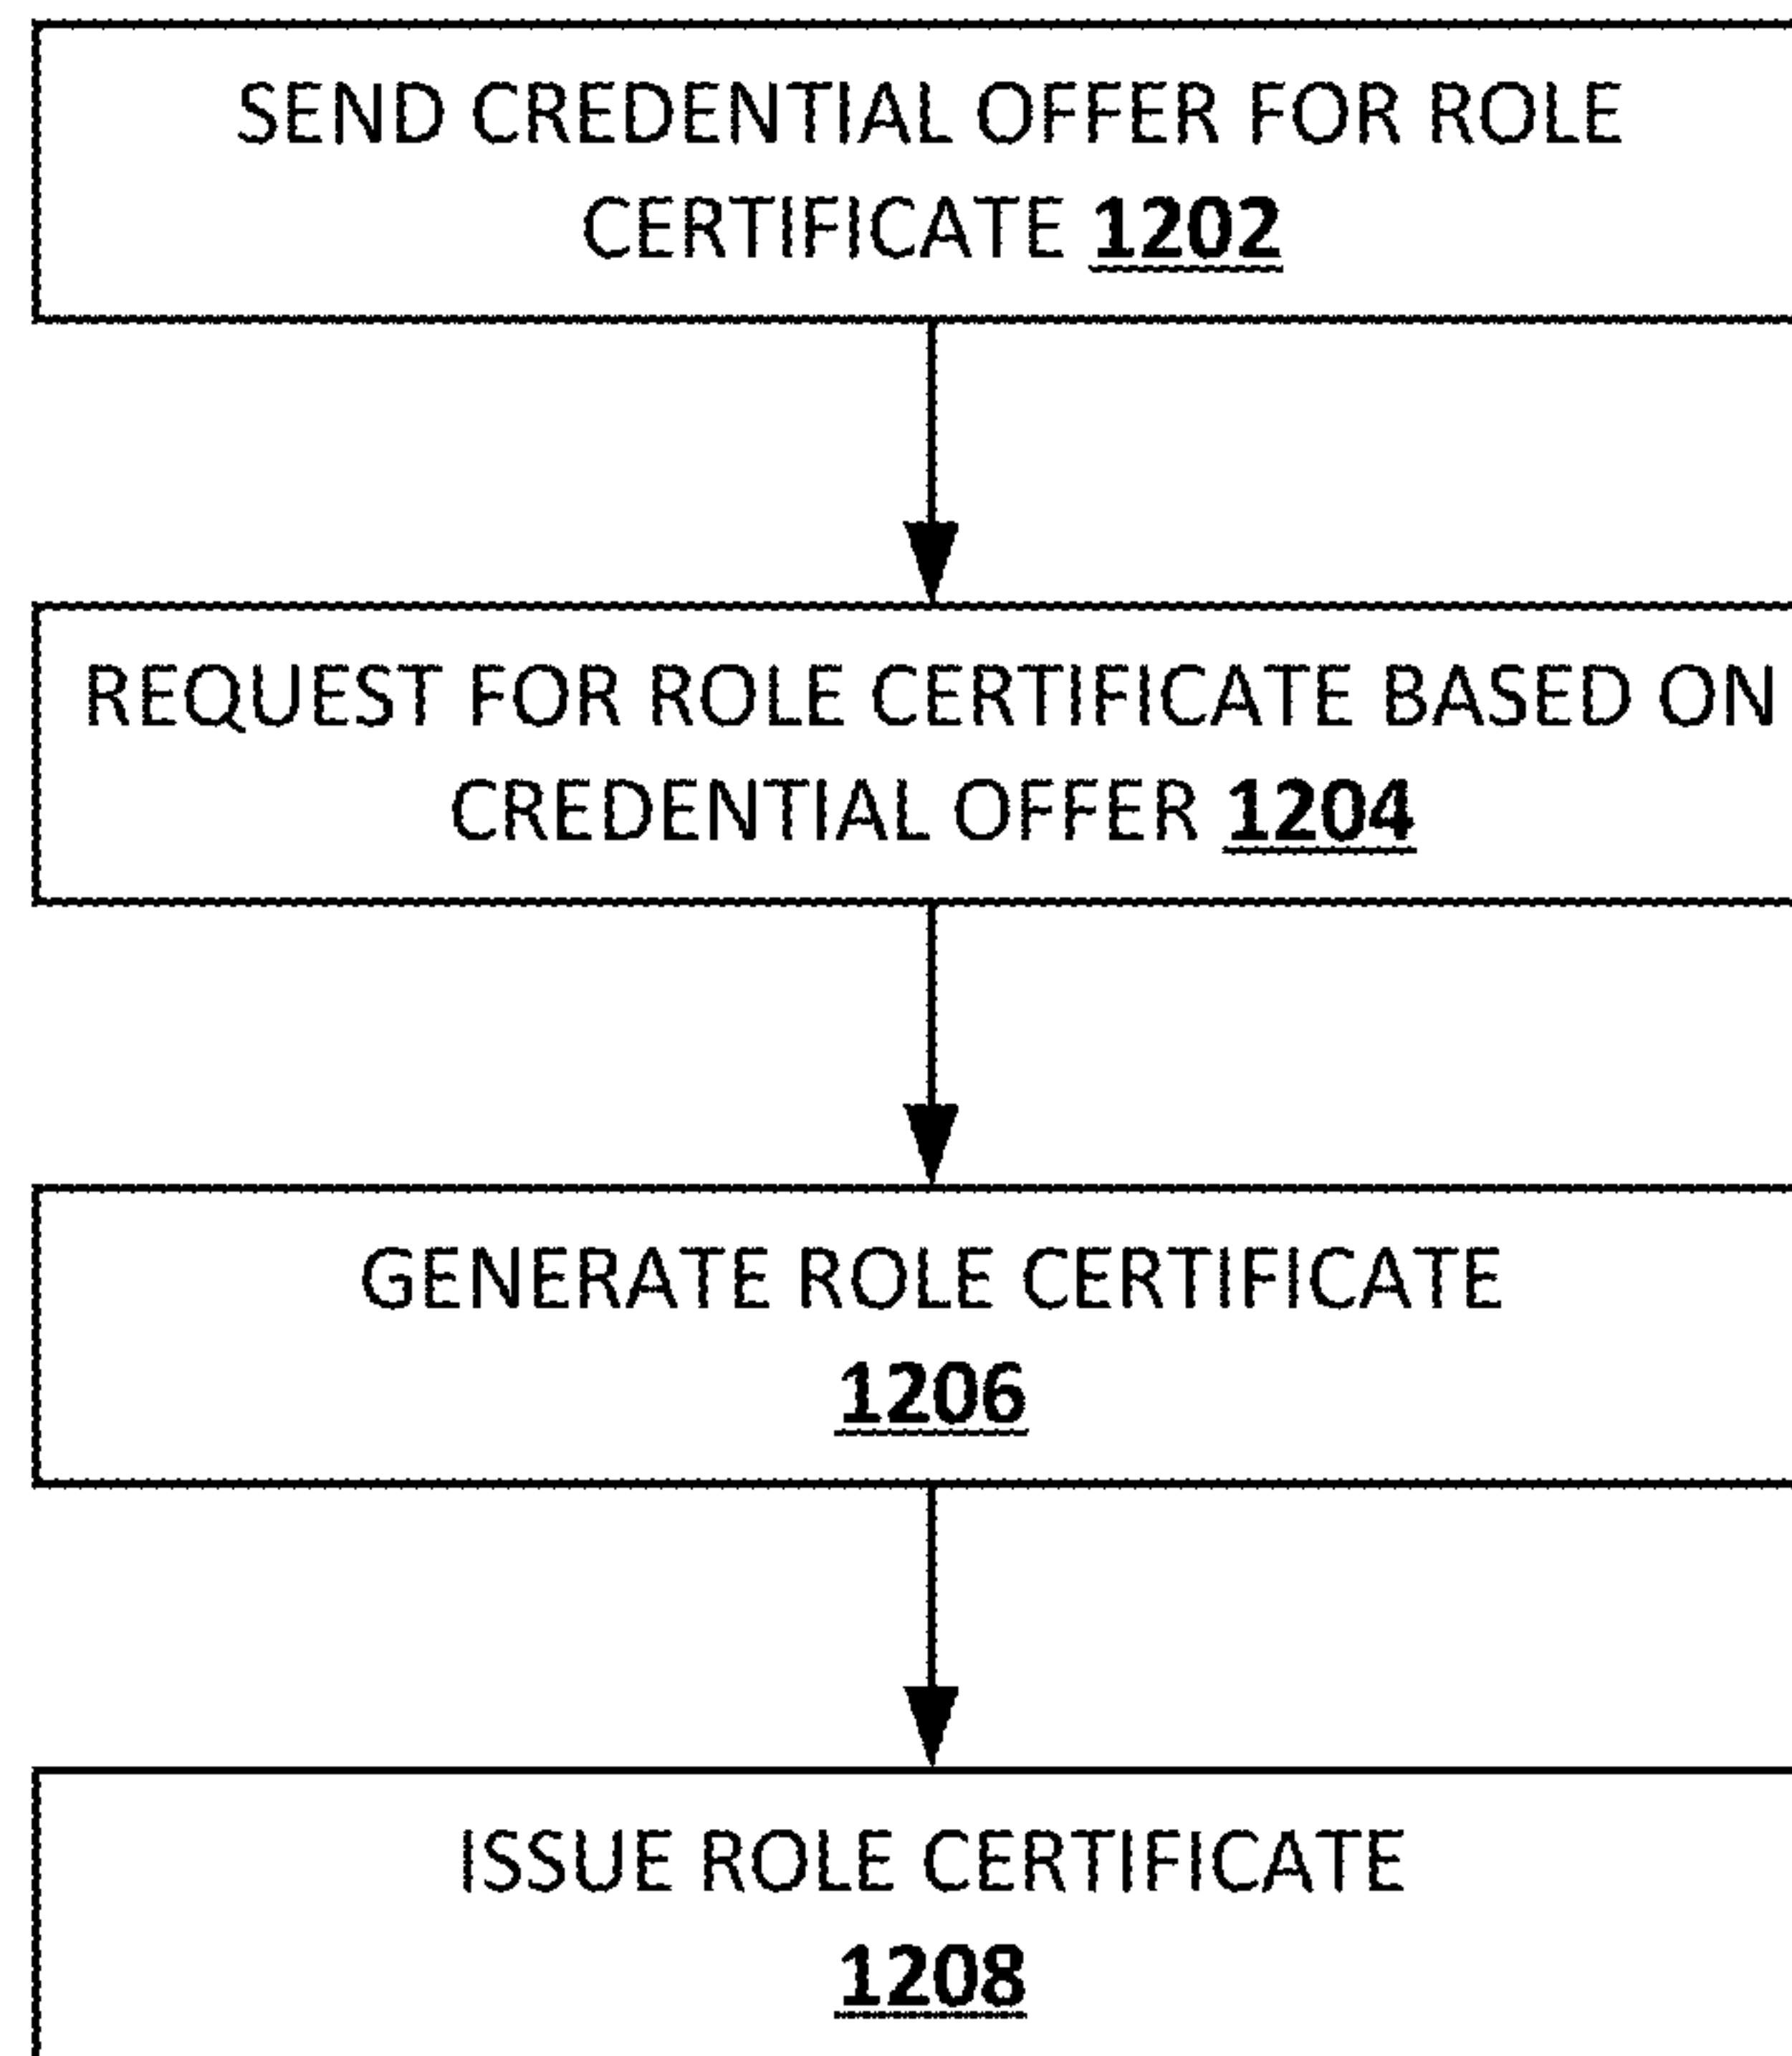 SEND CREDENTIAL OFFER FOR ROLE
CERTIFICATE 1202
REQUEST FOR ROLE CERTIFICATE BASED ON
CREDENTIAL OFFER 1204
GENERATE ROLE CERTIFICATE
1206
ISSUE ROLE CERTIFICATE
1208